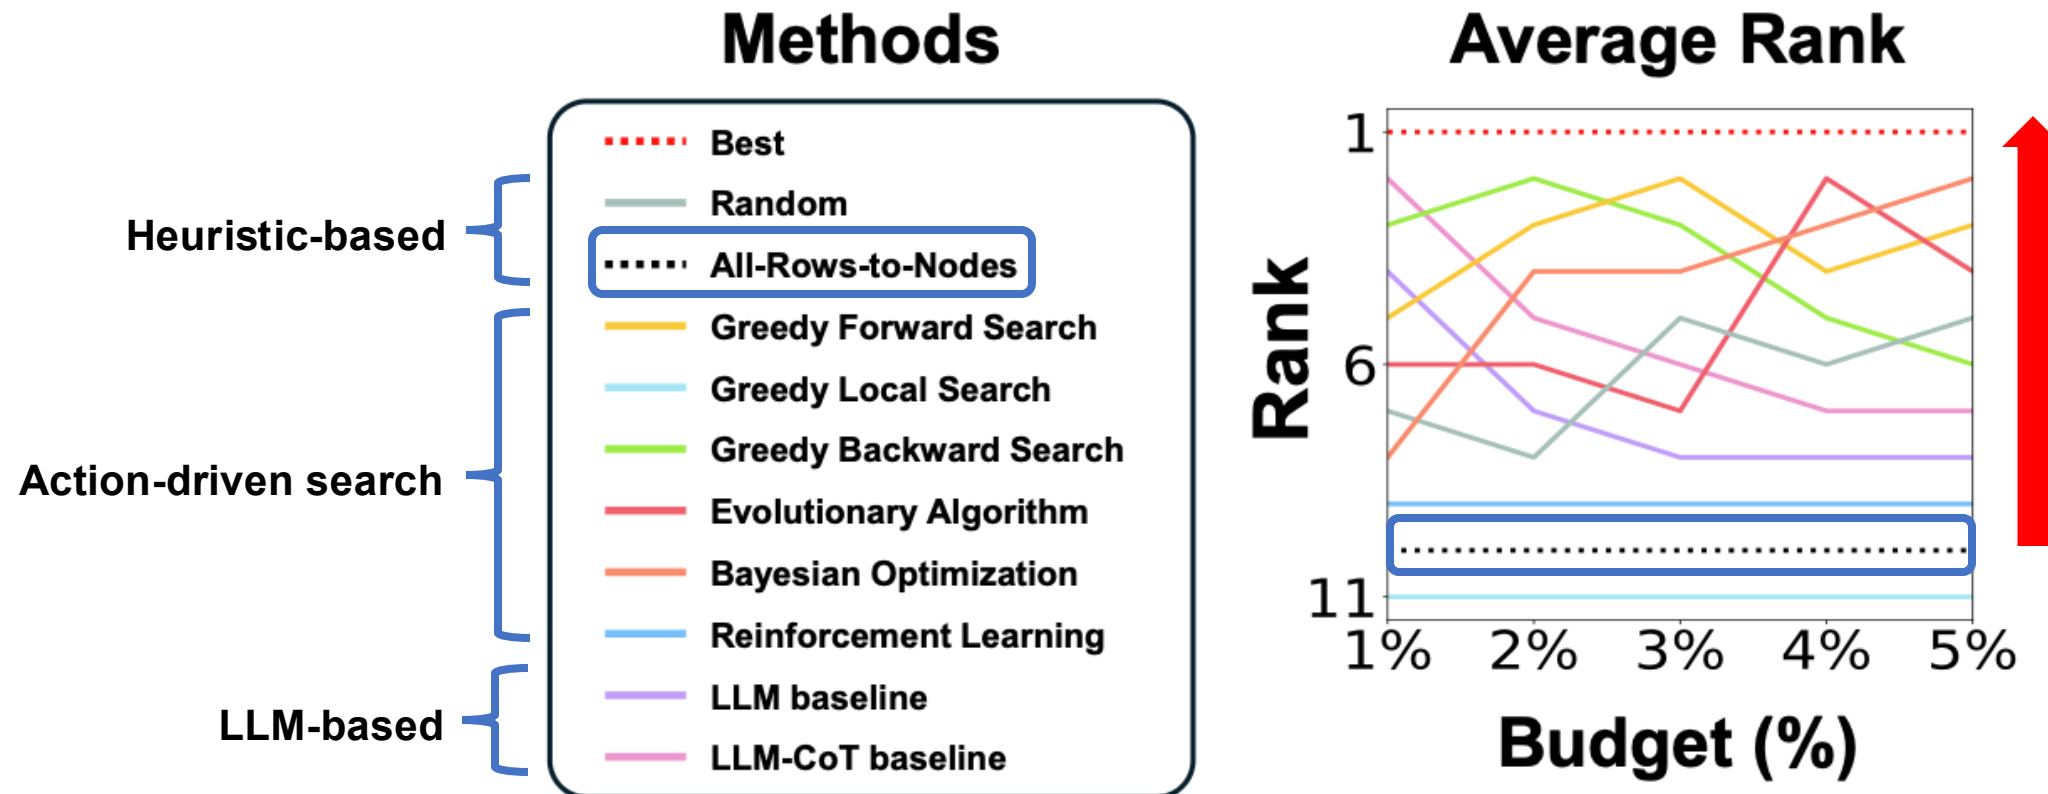 Methods
Best
Heuristic-based
Random
All-Rows-to-Nodes
Action-driven search
Greedy Forward Search
Greedy Local Search
Greedy Backward Search
Evolutionary Algorithm
Bayesian Optimization
Reinforcement Learning
LLM-based
LLM baseline
LLM-CoT baseline
Average Rank
Rank
1
6
11
1% 2% 3% 4% 5%
Budget (%)